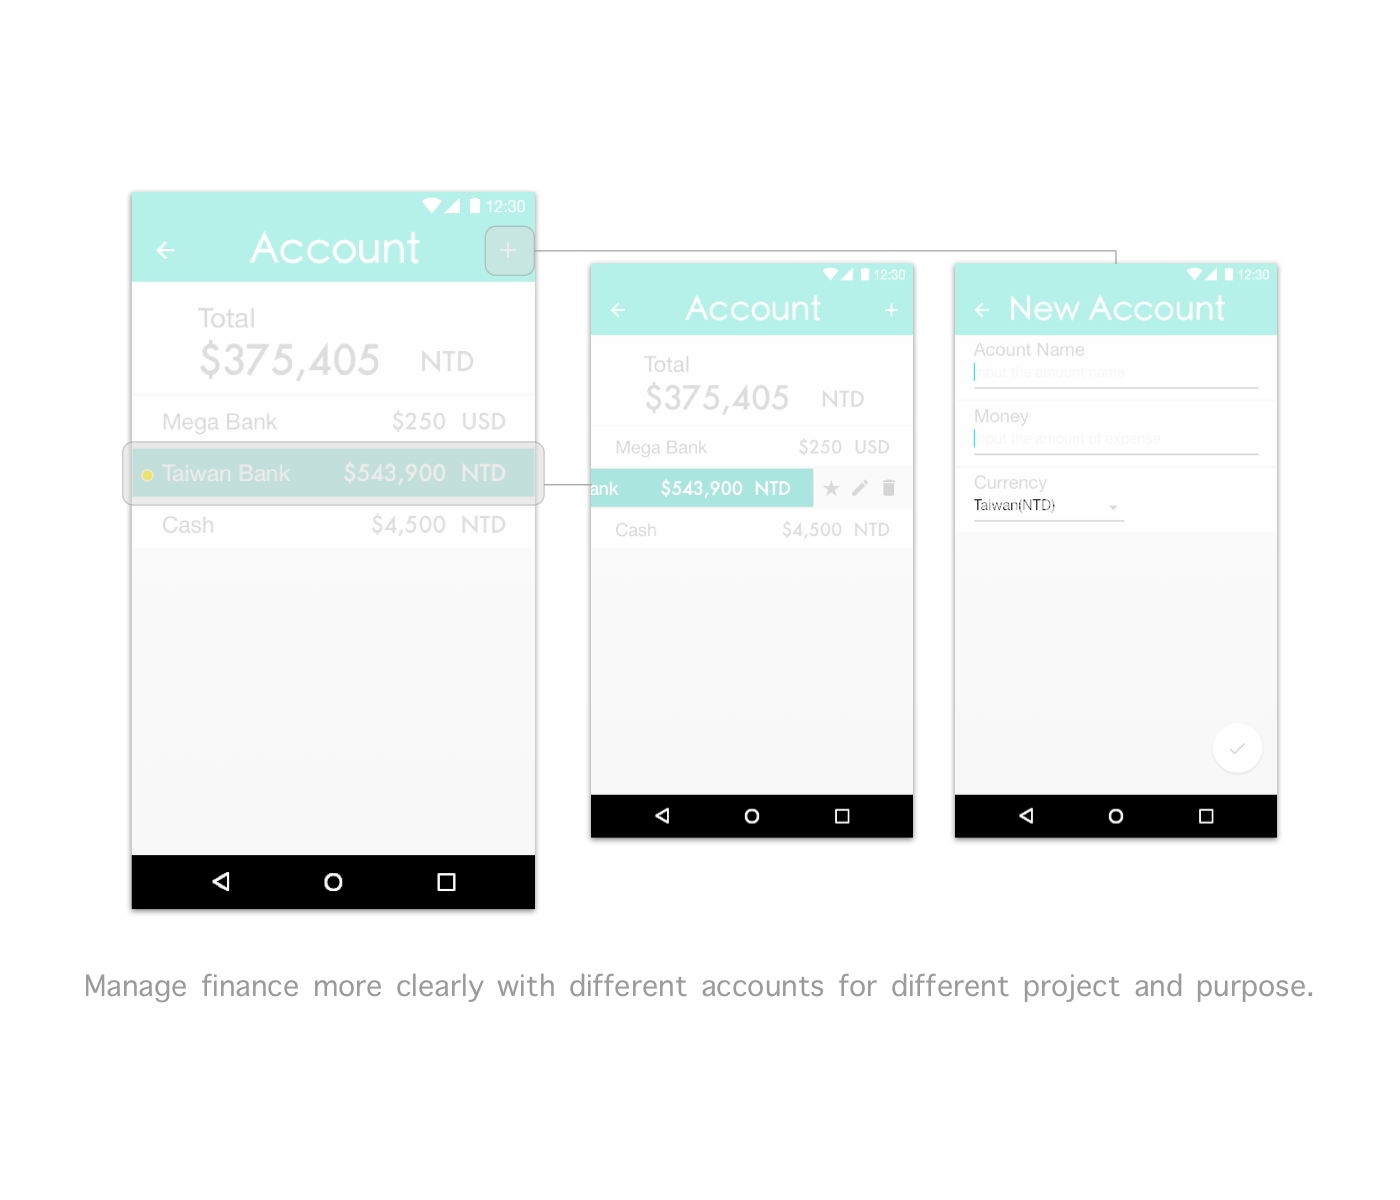 12:30
Account
+
Total
$375,405 NTD
Mega Bank $250 USD
Taiwan Bank $543,900 NTD
Cash $4,500 NTD
12:30
Account
+
Total
$375,405 NTD
Mega Bank $250 USD
ank $543,900 NTD
Cash $4,500 NTD
12:30
New Account
Acount Name
input the amount name
Money
input the amount of expense
Currency
Taiwan(NTD)
Manage finance more clearly with different accounts for different project and purpose.